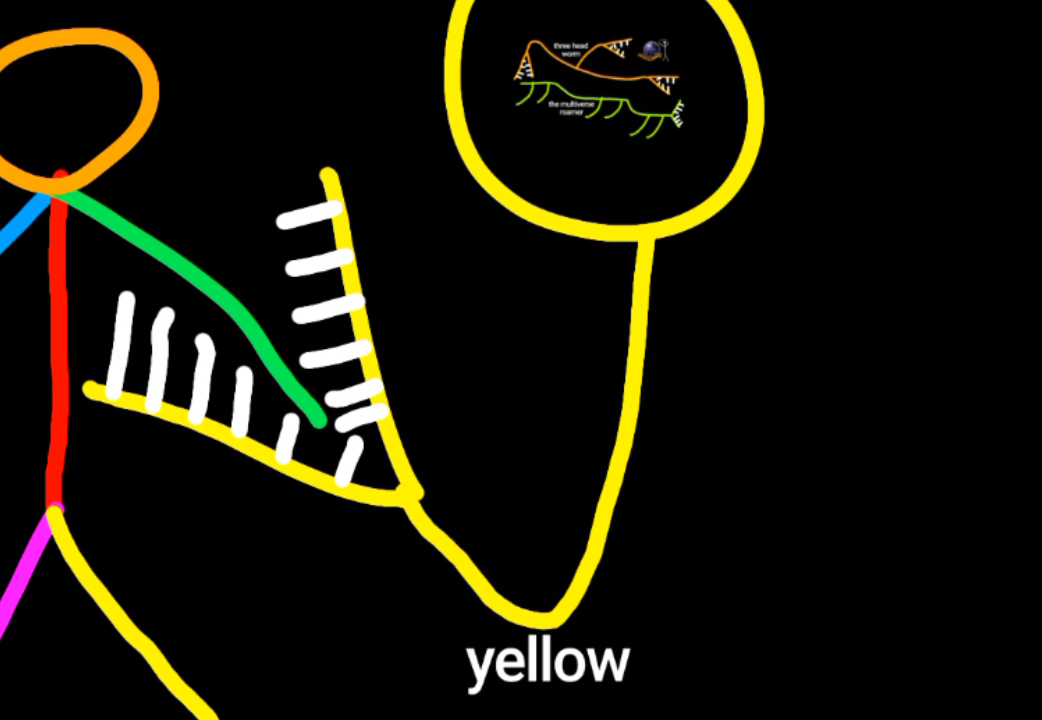 three head
worm
the multiverse
roamer
yellow